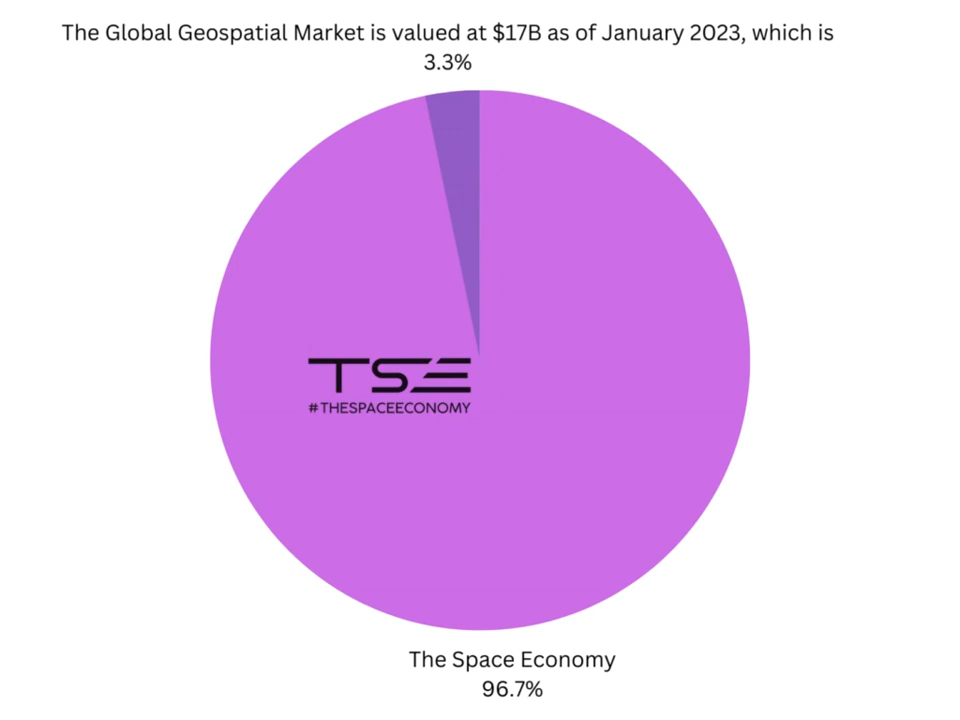 The Global Geospatial Market is valued at $17B as of January 2023, which is
3.3%
TSE
#THESPACEECONOMY
The Space Economy
96.7%